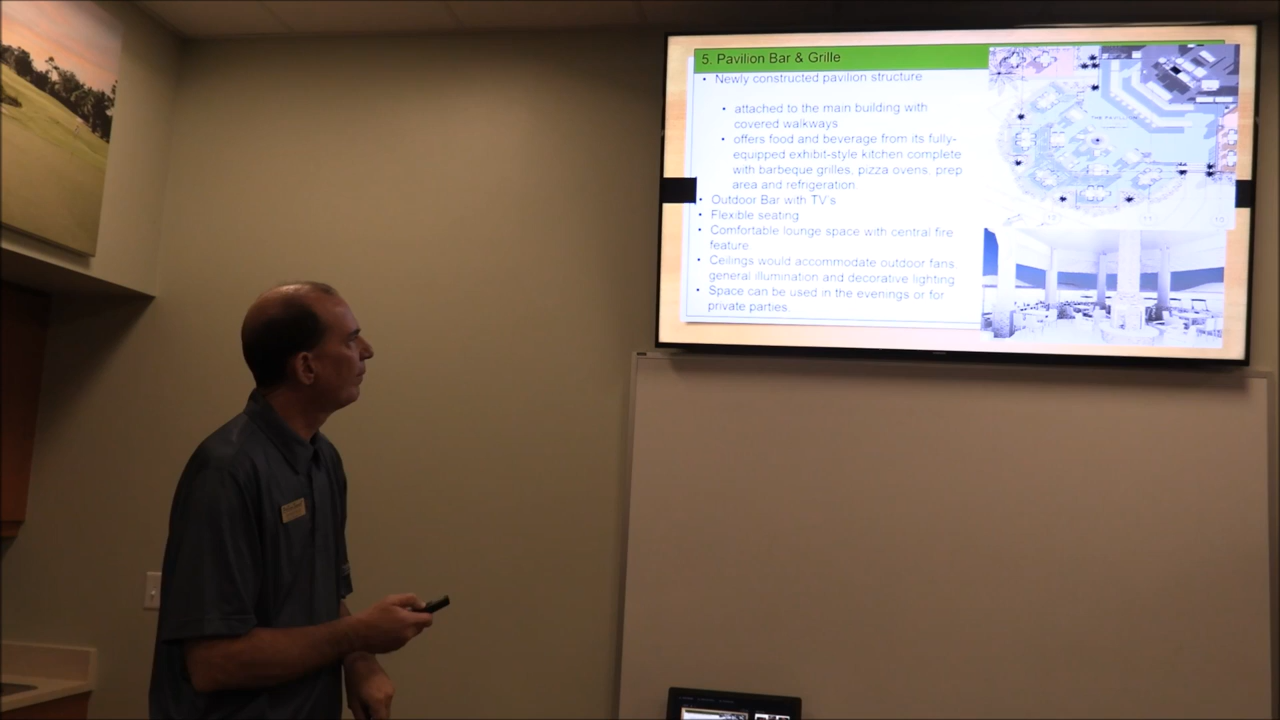 5. Pavilion Bar & Grille
• Newly constructed pavilion structure
• attached to the main building with
covered walkways
• offers food and beverage from its fully-
equipped exhibit-style kitchen complete
with barbeque grilles, pizza ovens, prep
area and refrigeration.
• Outdoor Bar with TV's
• Flexible seating
• Comfortable lounge space with central fire
feature
• Ceilings would accommodate outdoor fans
general illumination and decorative lighting
• Space can be used in the evenings or for
private parties.
THE PAVILION